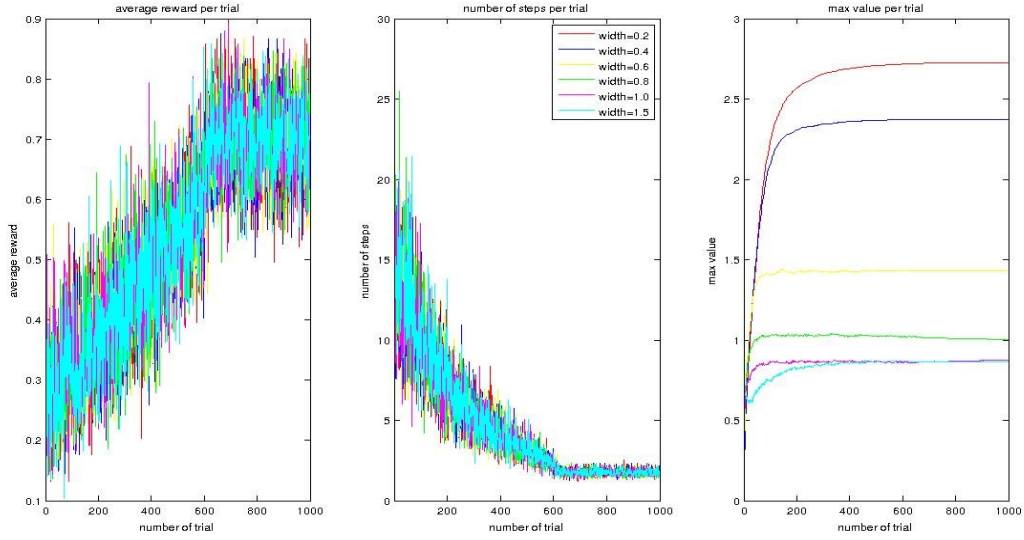 average reward per trial
0.9
0.8
0.7
0.6
0.5
0.4
0.3
0.2
0.1
0
200
400
600
800
1000
average reward
number of trial
number of steps per trial
30
25
20
15
10
5
0
200
400
600
800
1000
number of steps
number of trial
width=0.2
width=0.4
width=0.6
width=0.8
width=1.0
width=1.5
max value per trial
3
2.5
2
1.5
1
0.5
0
0
200
400
600
800
1000
max value
number of trial